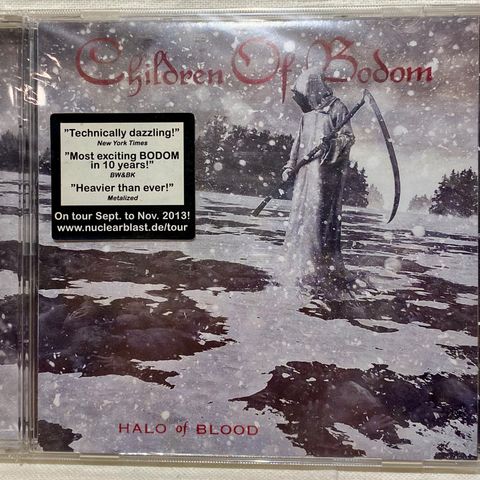 Children Of Bodom
"Technically dazzling!"
New York Times
"Most exciting BODOM
in 10 years!"
BW&BK
"Heavier than ever!"
Metalized
On tour Sept. to Nov. 2013!
www.nuclearblast.de/tour
HALO of BLOOD